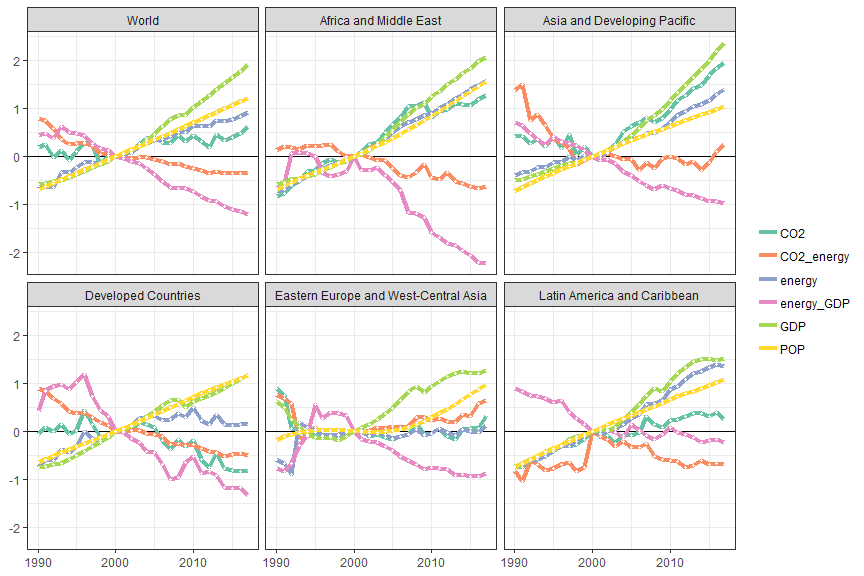 World
Africa and Middle East
Asia and Developing Pacific
2
1
0
-1
-2
Developed Countries
Eastern Europe and West-Central Asia
Latin America and Caribbean
2
1
0
-1
-2
1990 2000 2010
1990 2000 2010
1990 2000 2010
CO2
CO2_energy
energy
energy_GDP
GDP
POP